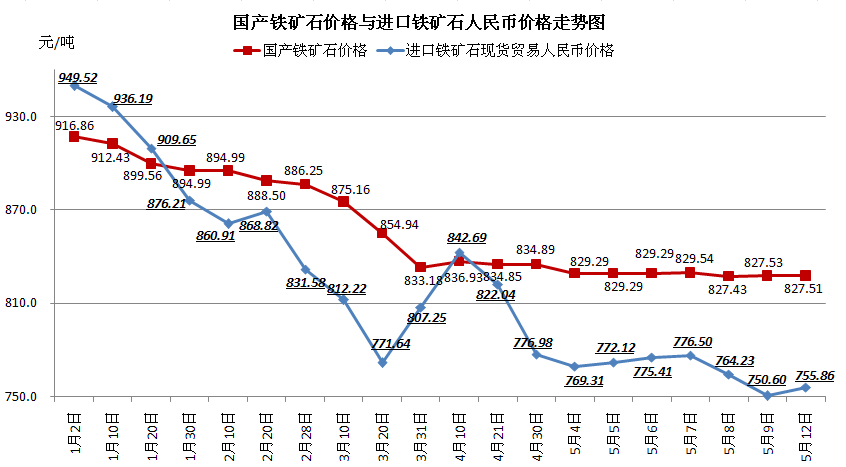 国产铁矿石价格与进口铁矿石人民币价格走势图
元/吨
国产铁矿石价格 进口铁矿石现货贸易人民币价格
949.52
936.19
930.0
916.86
912.43
909.65
899.56
894.99
894.99
886.25
888.50
876.21
875.16
870.0
868.82
860.91
854.94
842.69
833.18
836.93
834.85
834.89
829.29
829.29
829.29
829.54
827.43
827.53
827.51
831.58
812.22
822.04
810.0
807.25
771.64
776.98
769.31
772.12
775.41
776.50
764.23
750.60
755.86
750.0
1月2日
1月10日
1月20日
1月30日
2月10日
2月20日
2月28日
3月10日
3月20日
3月31日
4月10日
4月21日
4月30日
5月4日
5月5日
5月6日
5月7日
5月8日
5月9日
5月12日